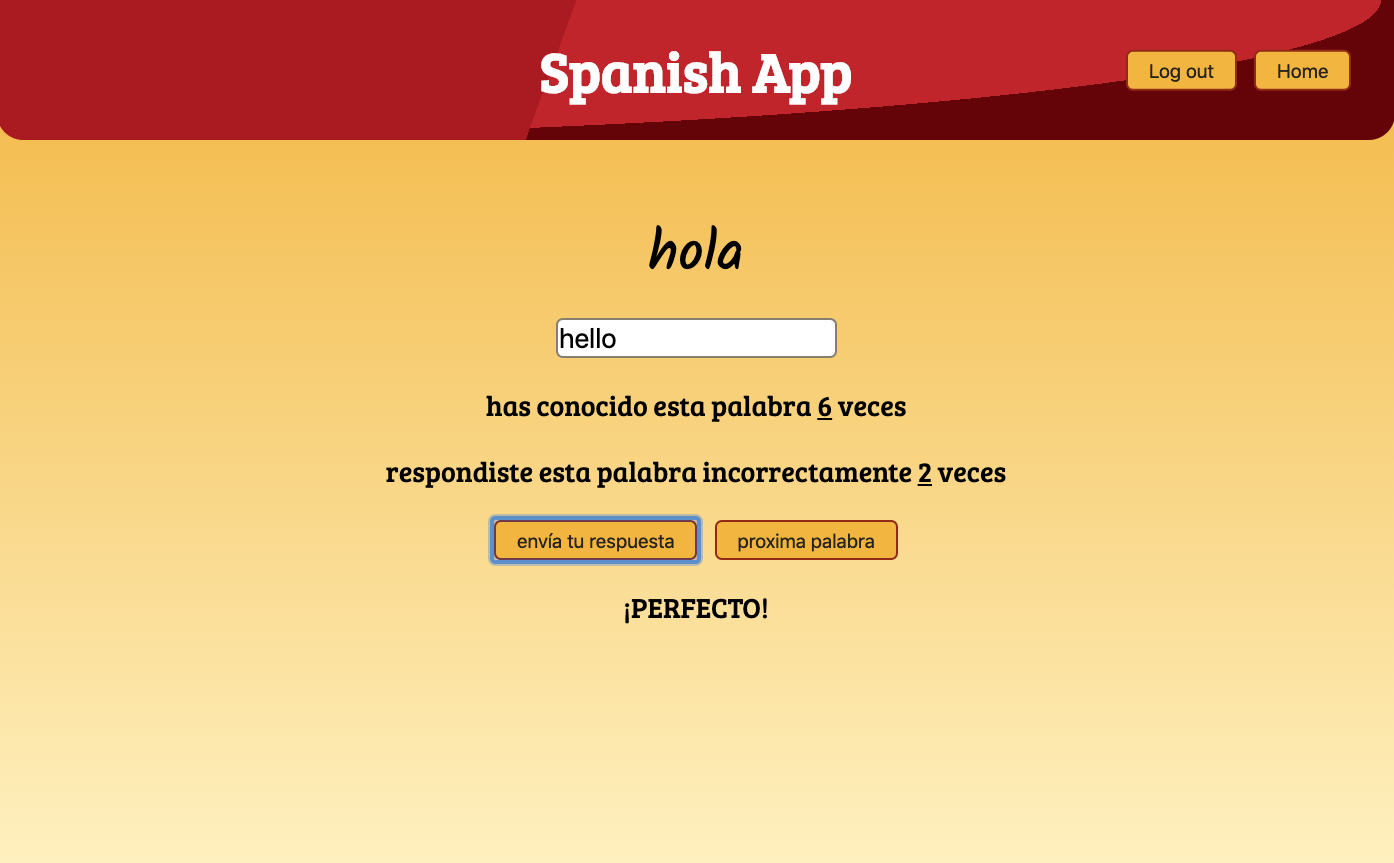 Spanish App
Log out
Home
hola
hello
has conocido esta palabra 6 veces
respondiste esta palabra incorrectamente 2 veces
envía tu respuesta
proxima palabra
¡PERFECTO!